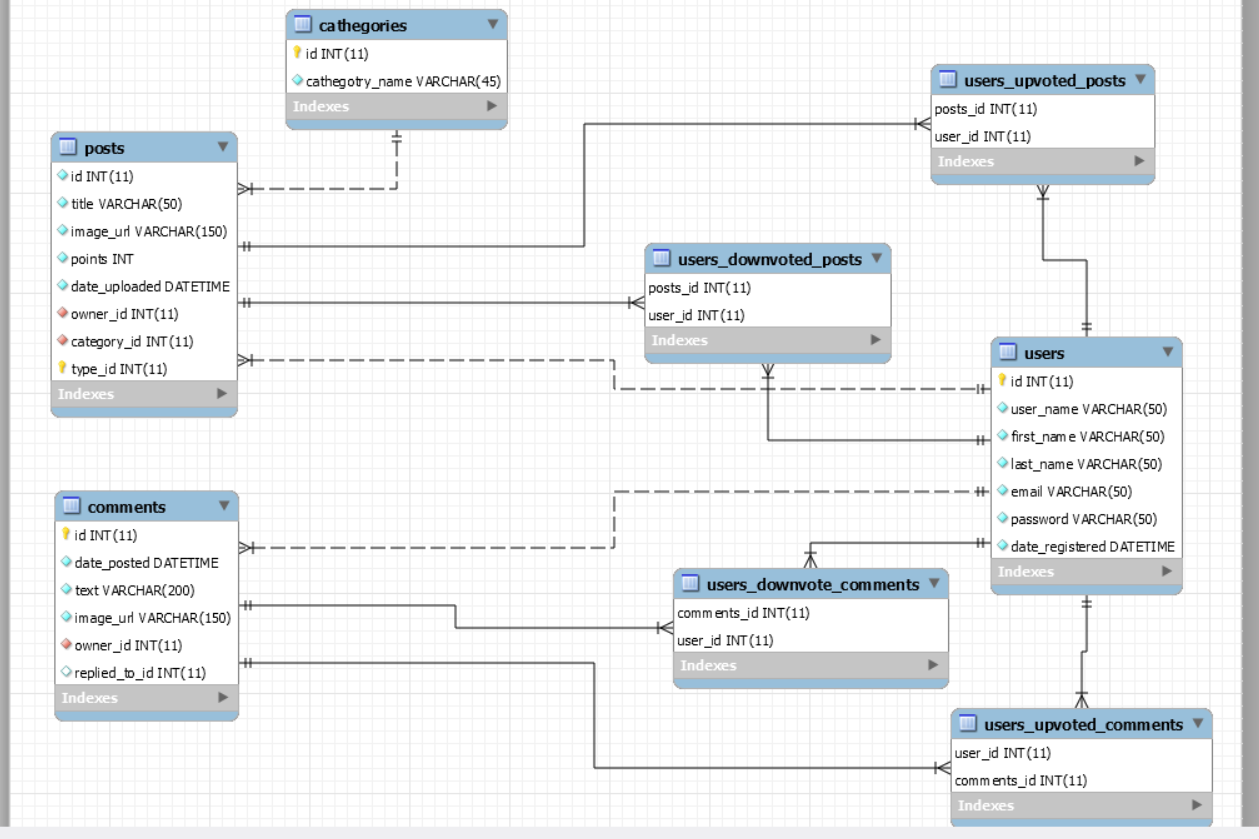 cathegories
id INT(11)
cathegotry_name VARCHAR(45)
Indexes
posts
id INT(11)
title VARCHAR(50)
image_url VARCHAR(150)
points INT
date_uploaded DATETIME
owner_id INT(11)
category_id INT(11)
type_id INT(11)
Indexes
users_upvoted_posts
posts_id INT(11)
user_id INT(11)
Indexes
users_downvoted_posts
posts_id INT(11)
user_id INT(11)
Indexes
users
id INT(11)
user_name VARCHAR(50)
first_name VARCHAR(50)
last_name VARCHAR(50)
email VARCHAR(50)
password VARCHAR(50)
date_registered DATETIME
Indexes
comments
id INT(11)
date_posted DATETIME
text VARCHAR(200)
image_url VARCHAR(150)
owner_id INT(11)
replied_to_id INT(11)
Indexes
users_downvote_comments
comments_id INT(11)
user_id INT(11)
Indexes
users_upvoted_comments
user_id INT(11)
comments_id INT(11)
Indexes